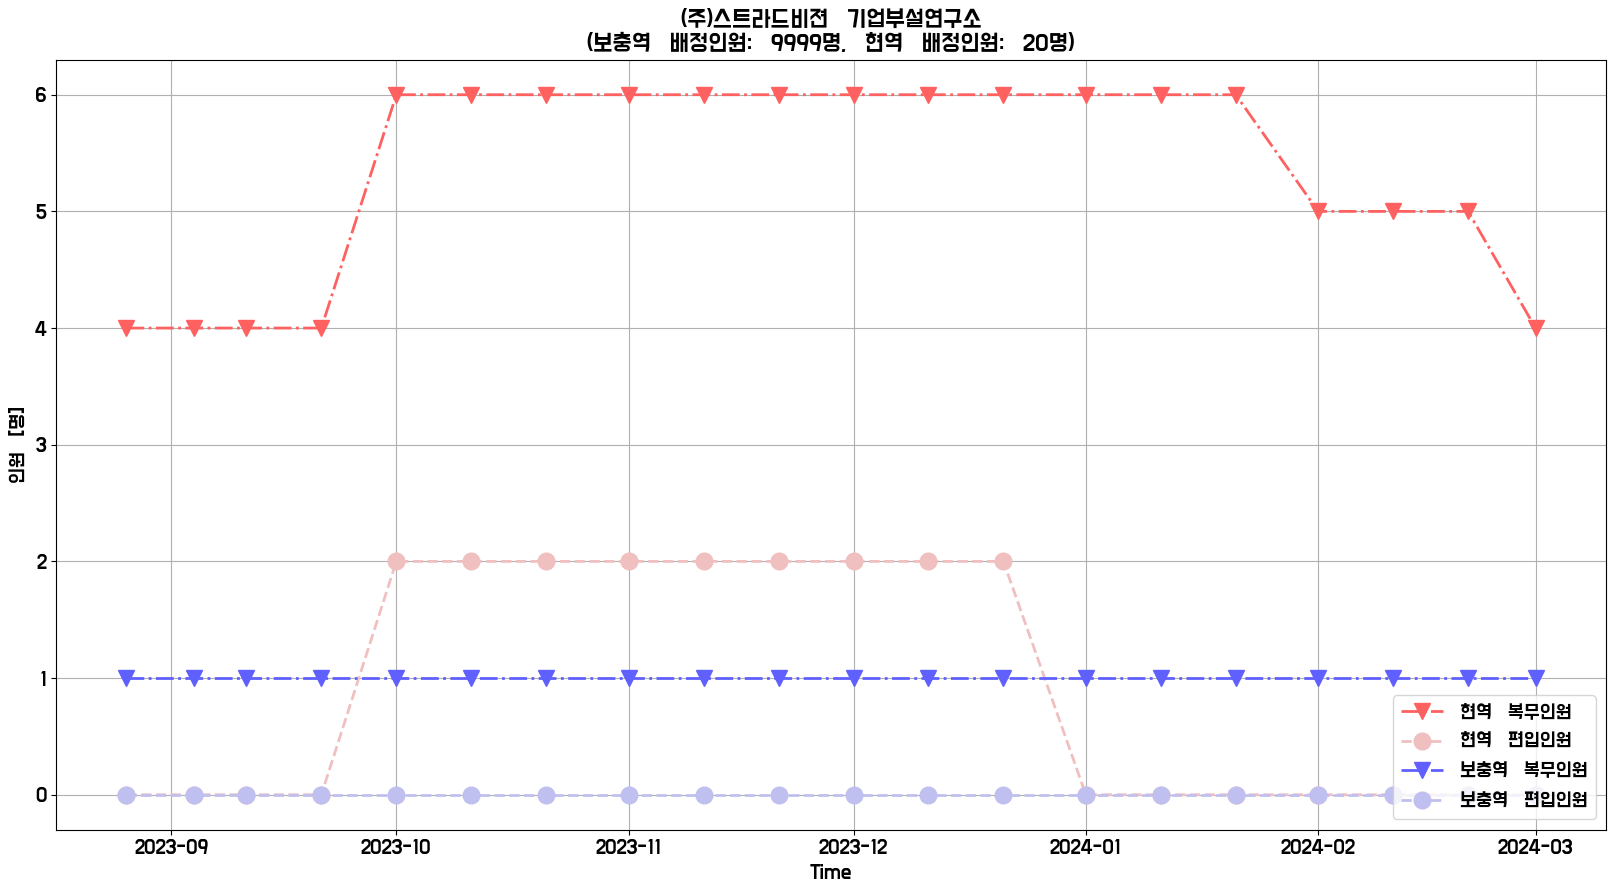 (주)스트라드비젼 기업부설연구소
(보충역 배정인원: 9999명, 현역 배정인원: 20명)
6
5
4
3
2
1
0
인원 [명]
현역 복무인원
현역 편입인원
보충역 복무인원
보충역 편입인원
2023-09 2023-10 2023-11 2023-12 2024-01 2024-02 2024-03
Time